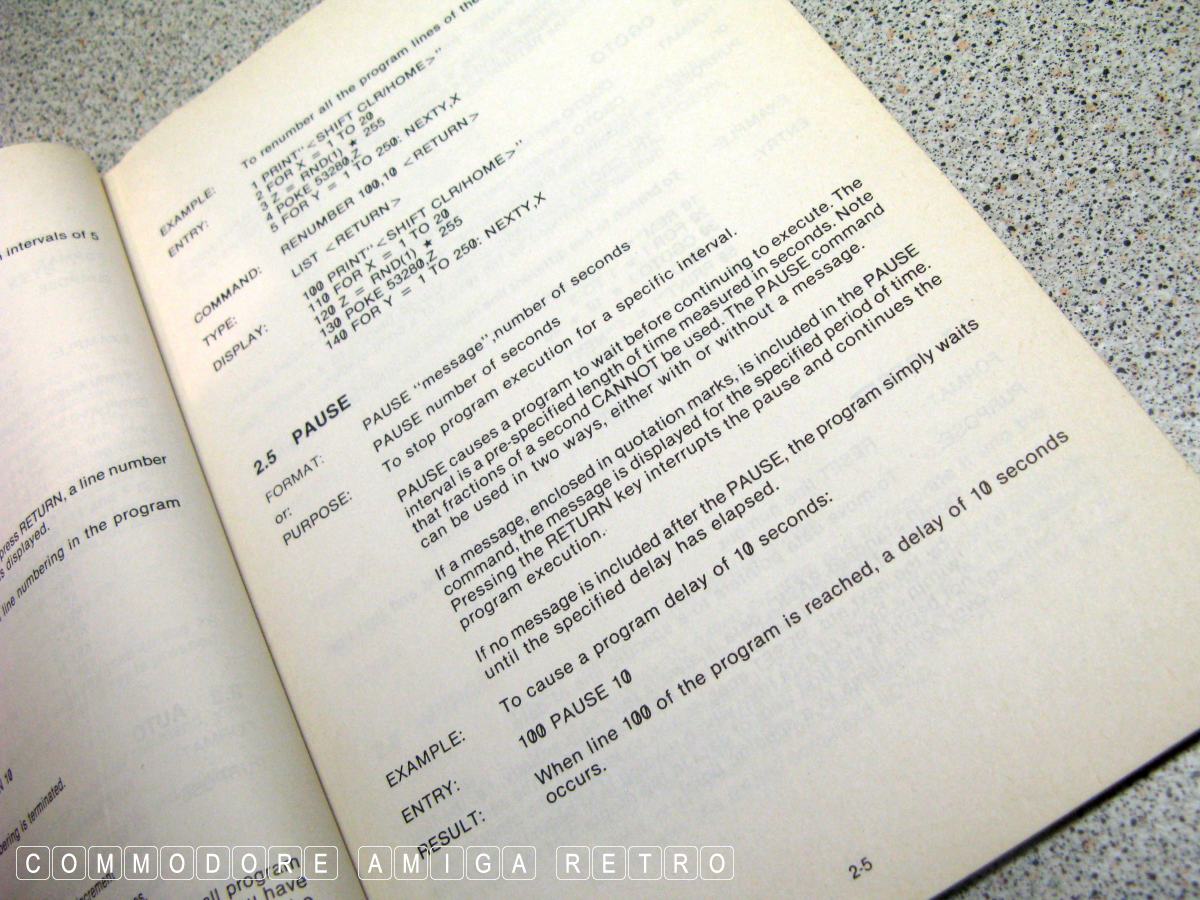 n intervals of 5
press RETURN, a line number
is displayed.
line numbering in the program
N 10
bering is terminated.
increment
all program
have
To renumber all the program lines of the
EXAMPLE:
1 PRINT"<SHIFT CLR/HOME>"
2 FOR X = 1 TO 20
3 Z = RND(1) * 255
4 POKE 53280,Z
5 FOR Y = 1 TO 250: NEXTY,X
ENTRY:
RENUMBER 100,10 <RETURN>
COMMAND:
LIST <RETURN>
TYPE:
100 PRINT"<SHIFT CLR/HOME>"
110 FOR X = 1 TO 20
120 Z = RND(1) * 255
130 POKE 53280,Z
140 FOR Y = 1 TO 250: NEXTY,X
DISPLAY:
2.5 PAUSE
FORMAT: PAUSE "message",number of seconds
or: PAUSE number of seconds
PURPOSE: To stop program execution for a specific interval.
PAUSE causes a program to wait before continuing to execute. The
interval is a pre-specified length of time measured in seconds. Note
that fractions of a second CANNOT be used. The PAUSE command
can be used in two ways, either with or without a message.
If a message, enclosed in quotation marks, is included in the PAUSE
command, the message is displayed for the specified period of time.
Pressing the RETURN key interrupts the pause and continues the
program execution.
If no message is included after the PAUSE, the program simply waits
until the specified delay has elapsed.
EXAMPLE: To cause a program delay of 10 seconds:
ENTRY: 100 PAUSE 10
RESULT: When line 100 of the program is reached, a delay of 10 seconds
occurs.
2-5
COMMODORE AMIGA RETRO